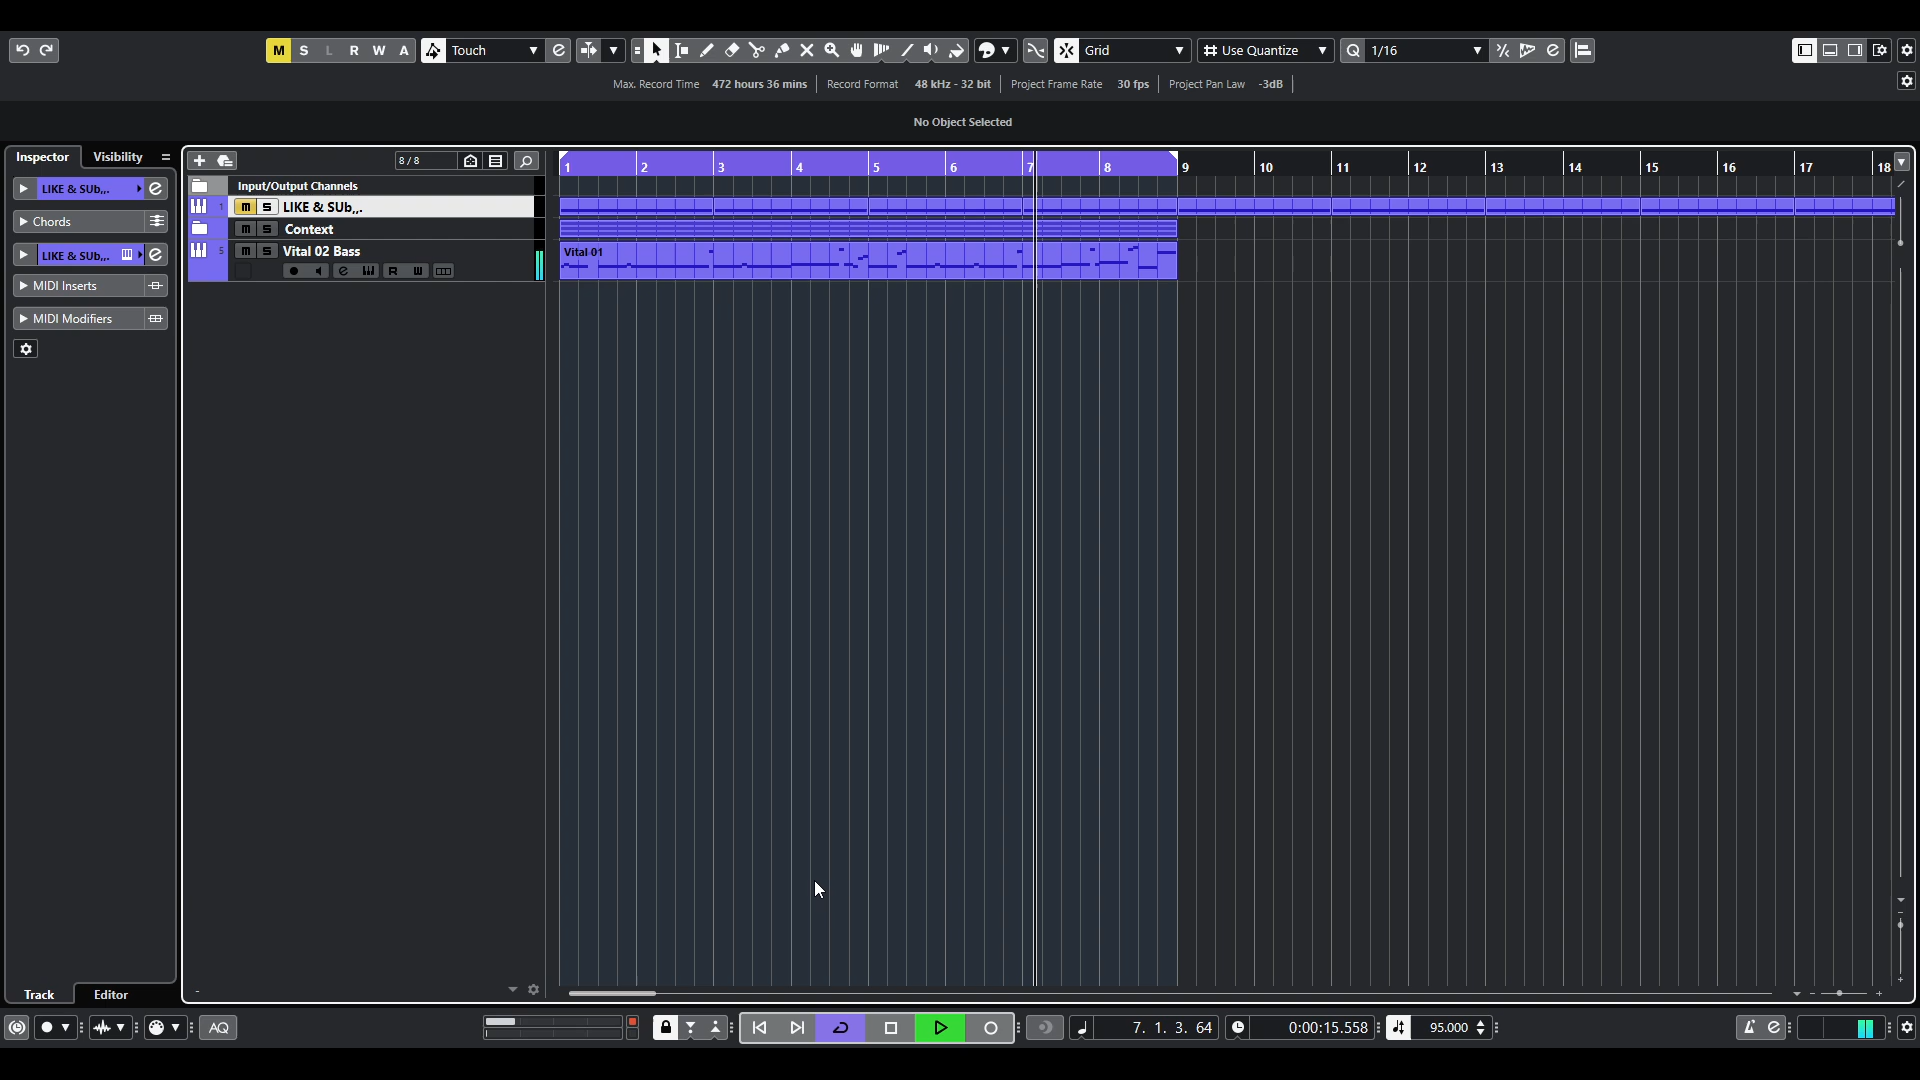 M S L R W A Touch Grid Use Quantize 1/16
Max. Record Time 472 hours 36 mins Record Format 48 kHz - 32 bit Project Frame Rate 30 fps Project Pan Law -3dB
No Object Selected
Inspector Visibility
8 / 8
1 2 3 4 5 6 7 8 9 10 11 12 13 14 15 16 17 18
Input/Output Channels
LIKE & SUb,,.
1 m S LIKE & SUb,,.
Chords
m S Context
LIKE & SUb,,.
5 m S Vital 02 Bass
Vital 01
R W
MIDI Inserts
MIDI Modifiers
Track Editor
AQ
7. 1. 3. 64 0:00:15.558 95.000